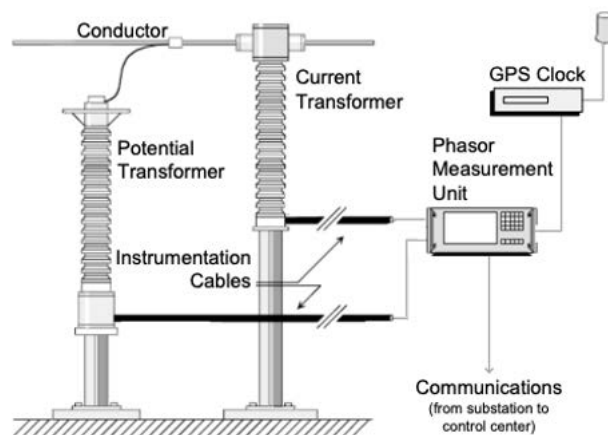 Conductor
Current
Transformer
GPS Clock
Potential
Transformer
Phasor
Measurement
Unit
Instrumentation
Cables
Communications
(from substation to
control center)